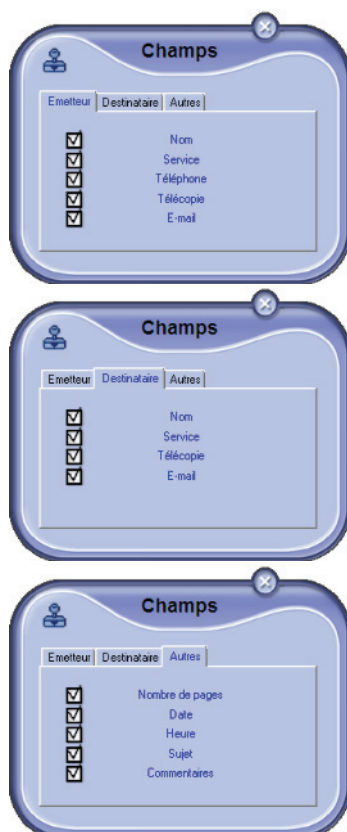 Champs
Emetteur Destinataire Autres
Nom
Service
Téléphone
Télécopie
E-mail
Champs
Emetteur Destinataire Autres
Nom
Service
Télécopie
E-mail
Champs
Emetteur Destinataire Autres
Nombre de pages
Date
Heure
Sujet
Commentaires